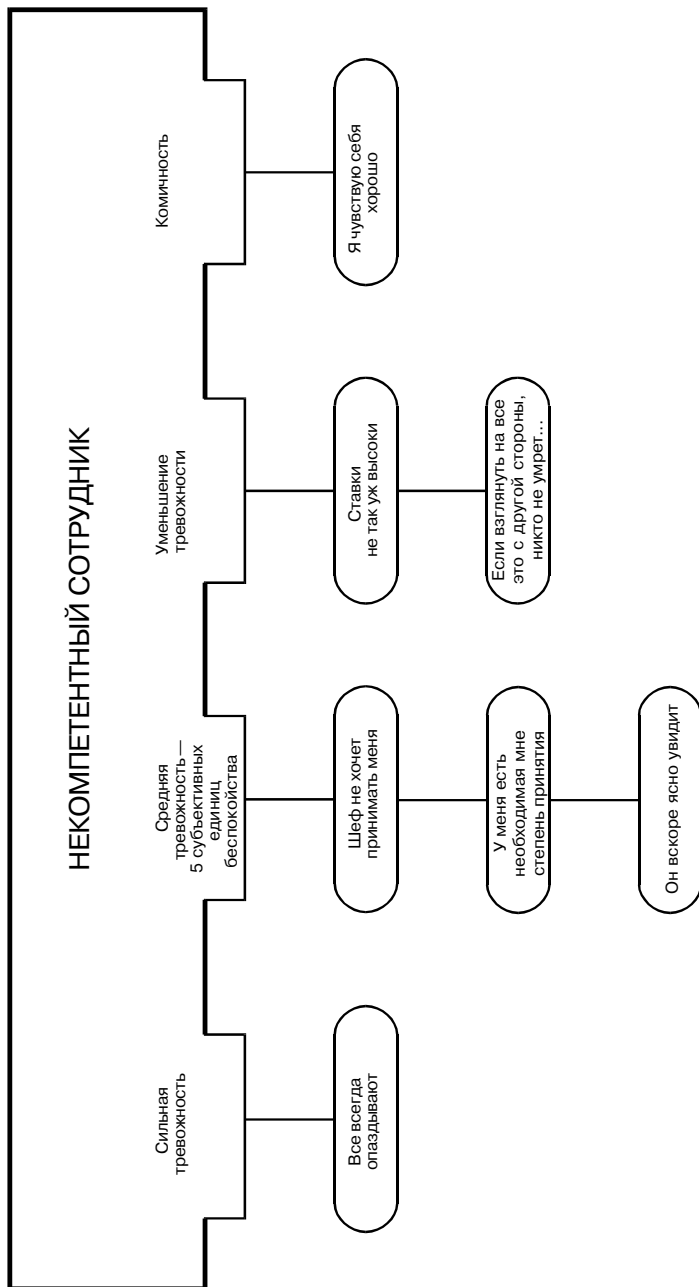 НЕКОМПЕТЕНТНЫЙ СОТРУДНИК
Сильная
тревожность
Средняя
тревожность —
5 субъективных
единиц
беспокойства
Уменьшение
тревожности
Комичность
Все всегда
опаздывают
Шеф не хочет
принимать меня
Ставки
не так уж высоки
Я чувствую себя
хорошо
У меня есть
необходимая мне
степень принятия
Если взглянуть на все
это с другой стороны,
никто не умрет...
Он вскоре ясно увидит